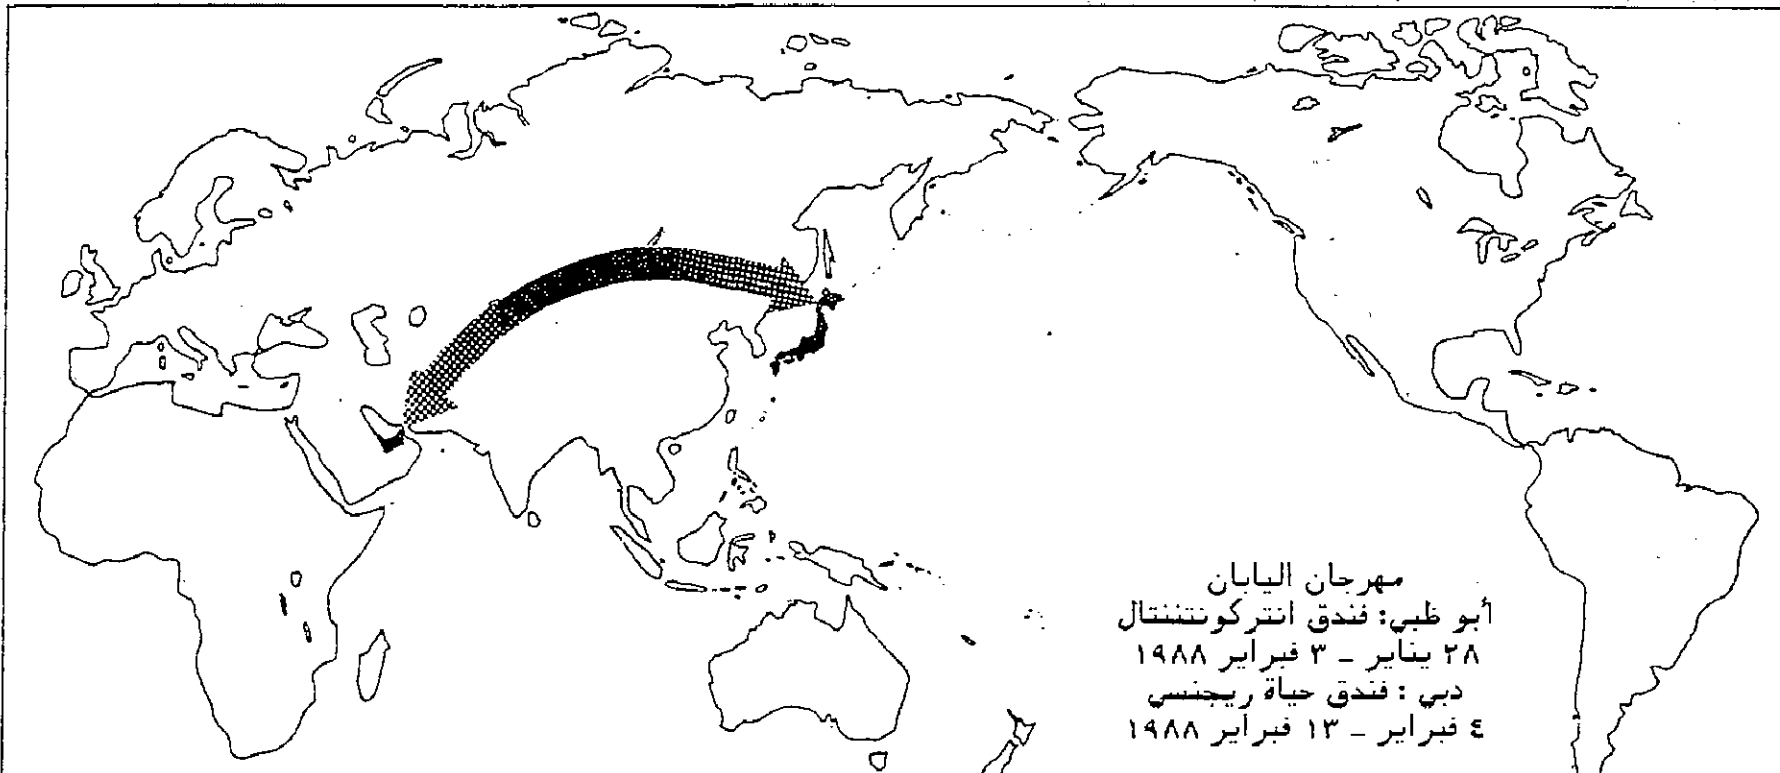 مهرجان اليابان
أبو ظبي: فندق انتركونتننتال
٢٨ يناير - ٣ فبراير ١٩٨٨
دبي : فندق حياة ريجنسي
٤ فبراير - ١٣ فبراير ١٩٨٨